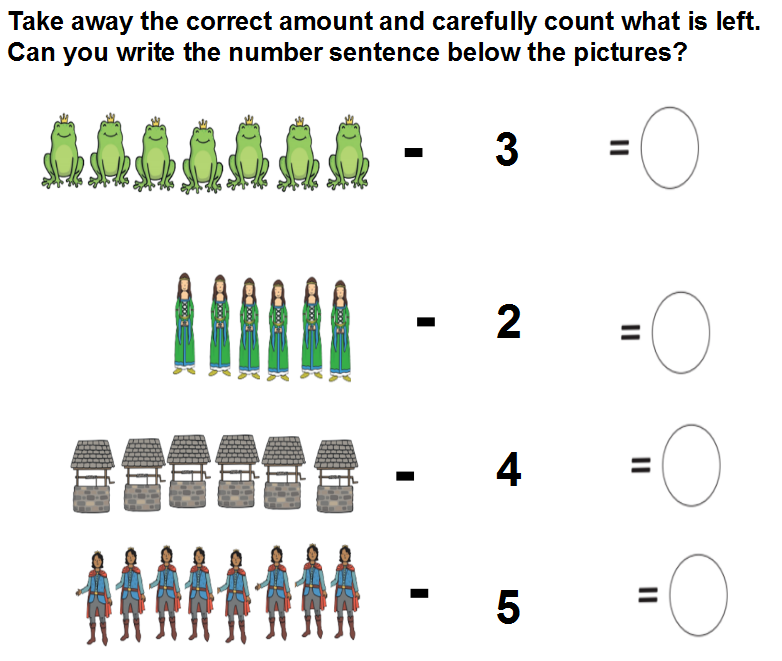 Take away the correct amount and carefully count what is left.
Can you write the number sentence below the pictures?
- 3 =
- 2 =
- 4 =
- 5 =